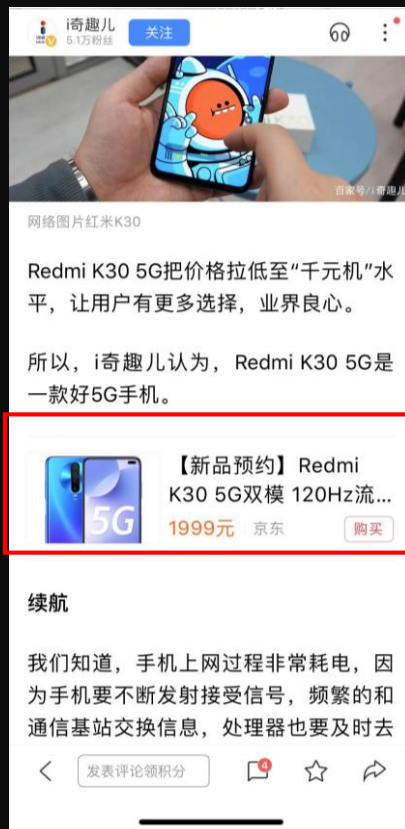 i奇趣儿
5.1万粉丝
关注
百家号/i奇趣儿
网络图片红米K30
Redmi K30 5G把价格拉低至“千元机”水
平，让用户有更多选择，业界良心。
所以，i奇趣儿认为，Redmi K30 5G是
一款好5G手机。
5G
【新品预约】Redmi
K30 5G双模 120Hz流...
1999元 京东
购买
续航
我们知道，手机上网过程非常耗电，因
为手机要不断发射接受信号，频繁的和
通信基站交换信息，处理器也要及时去
发表评论领积分
4